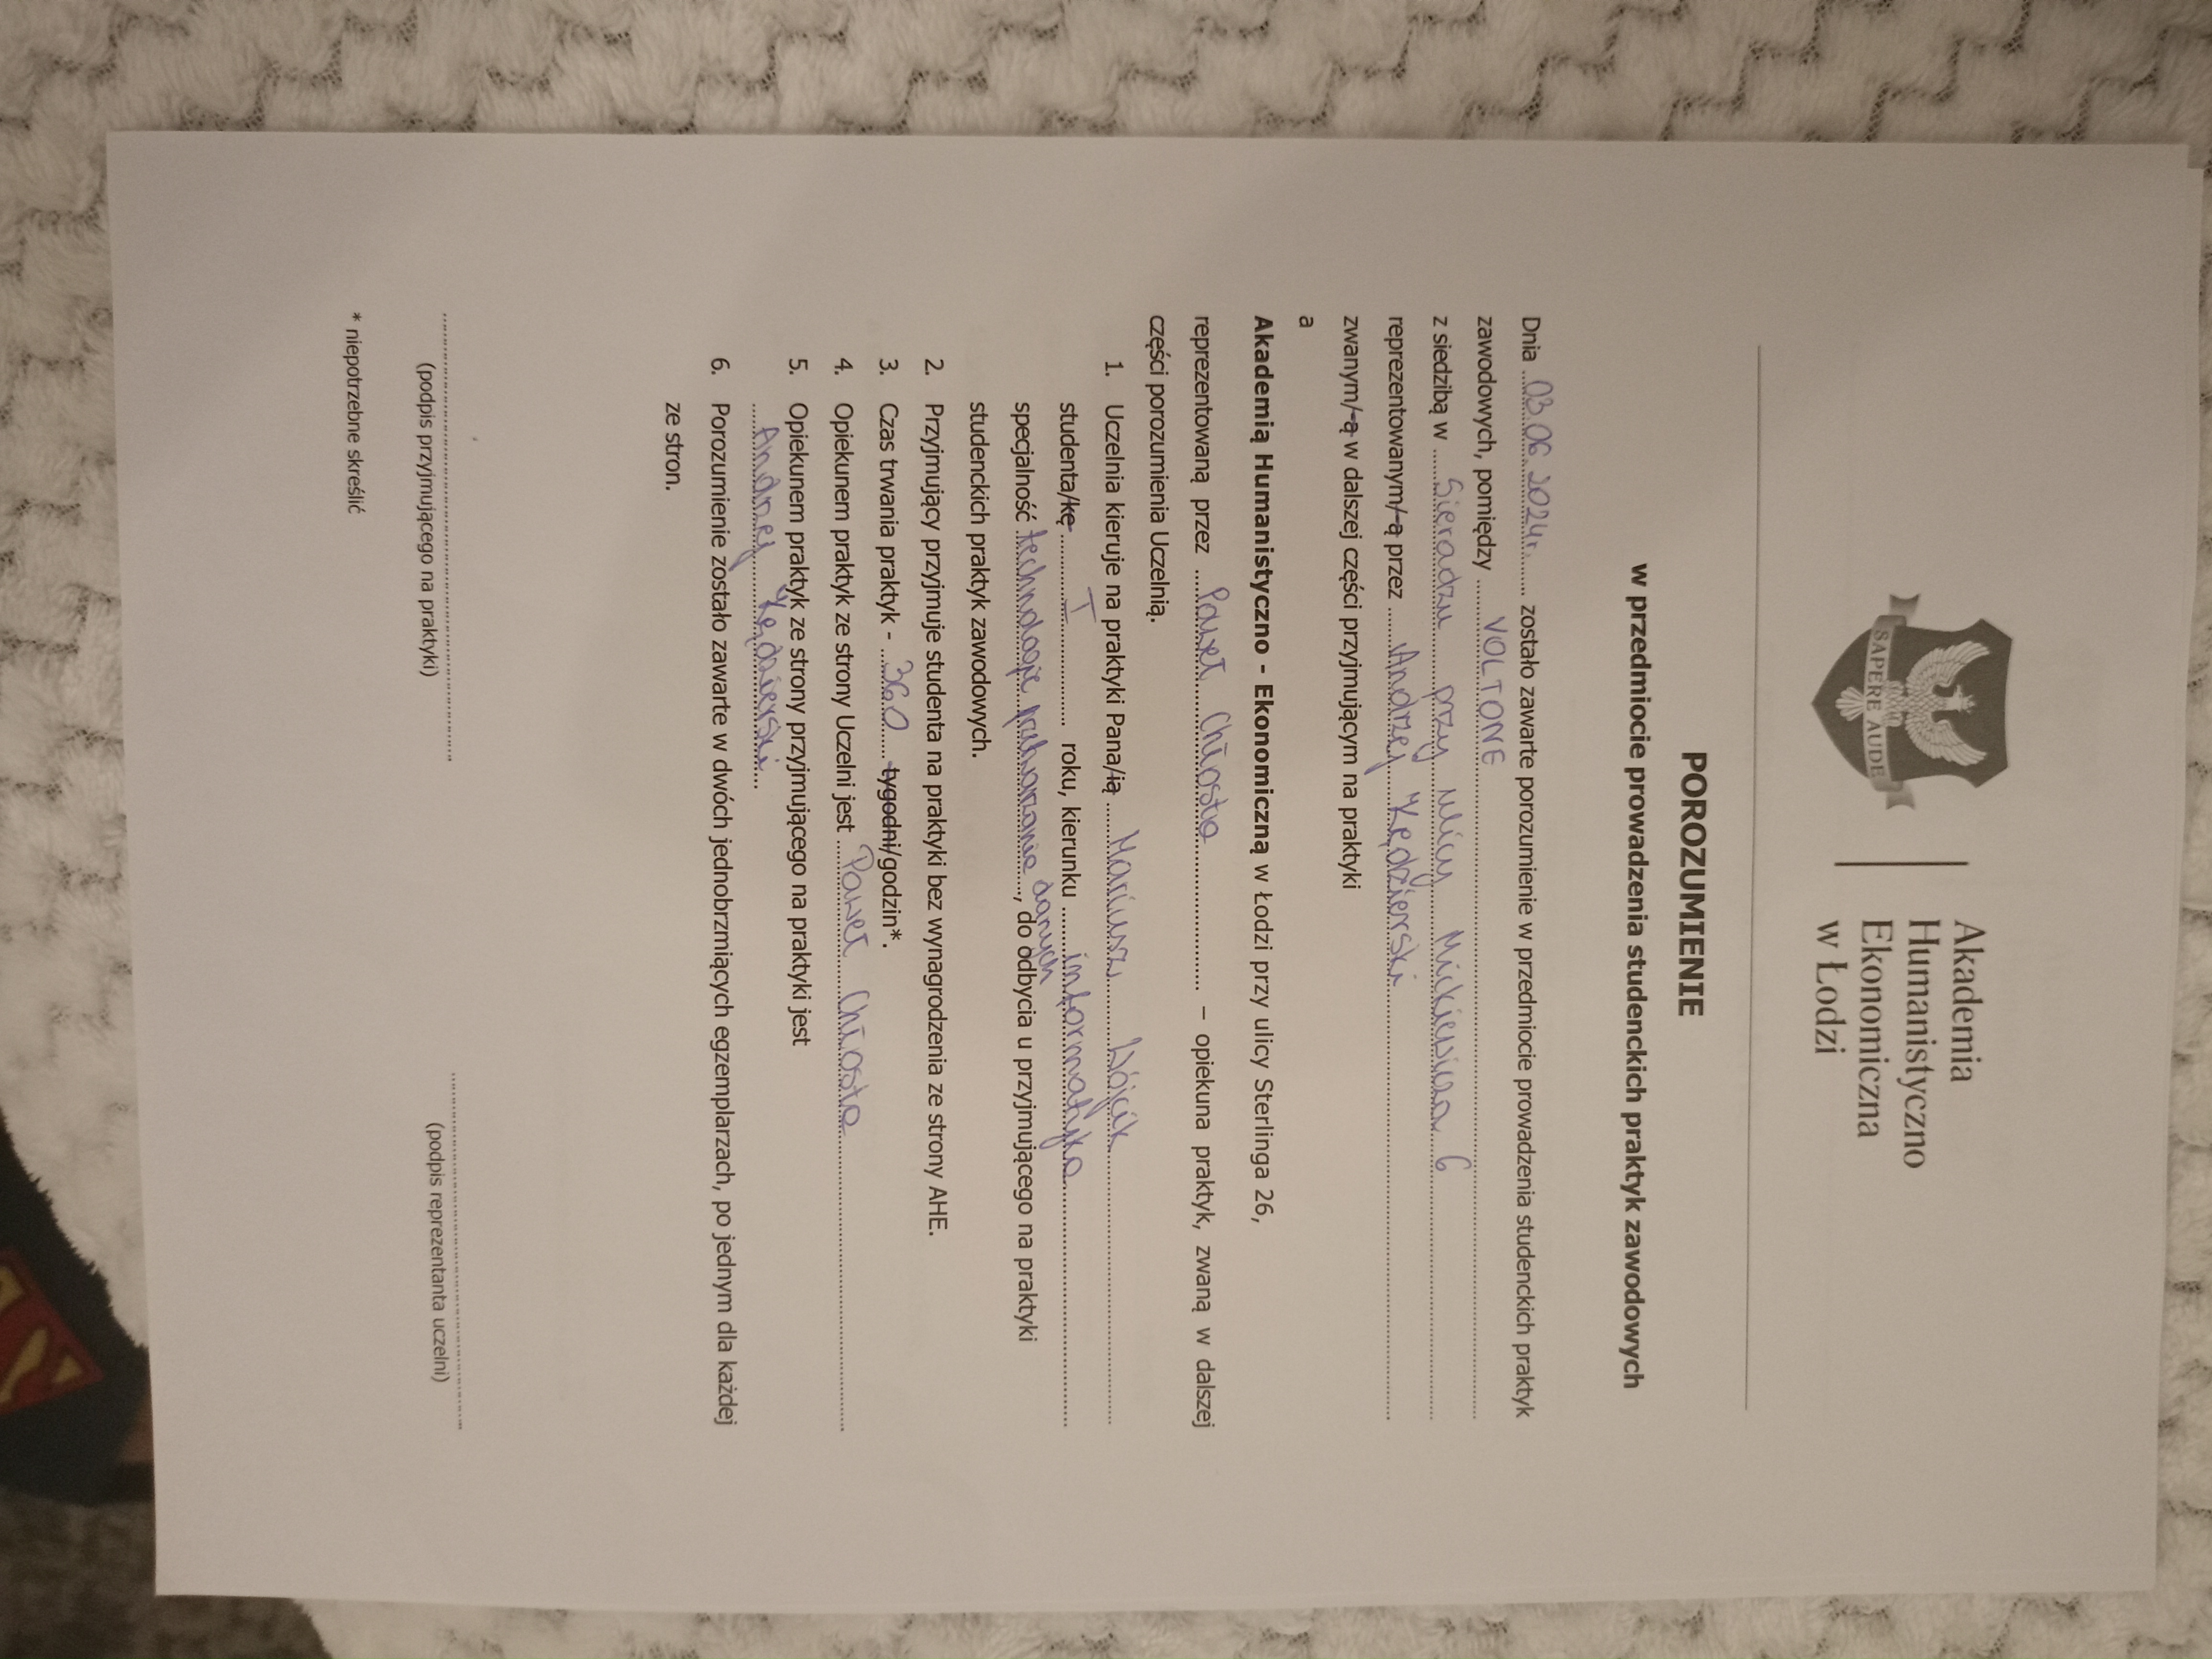 SAPERE AUDE
Akademia
Humanistyczno
Ekonomiczna
w Łodzi
POROZUMIENIE
w przedmiocie prowadzenia studenckich praktyk zawodowych
Dnia ...03.06.2024r....... zostało zawarte porozumienie w przedmiocie prowadzenia studenckich praktyk
zawodowych, pomiędzy ....... VOLTONE ..............
z siedzibą w ....... Sieradzu przy ulicy Mickiewicza 6 .......
reprezentowanym/-ą przez ....... Andrzej Kędzierski ..............
zwanym/-ą w dalszej części przyjmującym na praktyki
a
Akademią Humanistyczno - Ekonomiczną w Łodzi przy ulicy Sterlinga 26,
reprezentowaną przez ....... Paweł Chłosta .............. – opiekuna praktyk, zwaną w dalszej
części porozumienia Uczelnią.
1. Uczelnia kieruje na praktyki Pana/ią ....... Mariusz Wójcik ..............
studenta/kę ....... I ....... roku, kierunku ....... informatyka ..............
specjalność ..technologie przetwarzania danych...., do odbycia u przyjmującego na praktyki
studenckich praktyk zawodowych.
2. Przyjmujący przyjmuje studenta na praktyki bez wynagrodzenia ze strony AHE.
3. Czas trwania praktyk - ....360.... tygodni/godzin*.
4. Opiekunem praktyk ze strony Uczelni jest ....... Paweł Chłosta ..............
5. Opiekunem praktyk ze strony przyjmującego na praktyki jest
....... Andrzej Kędzierski .......
6. Porozumienie zostało zawarte w dwóch jednobrzmiących egzemplarzach, po jednym dla każdej
ze stron.
(podpis przyjmującego na praktyki) (podpis reprezentanta uczelni)
* niepotrzebne skreślić